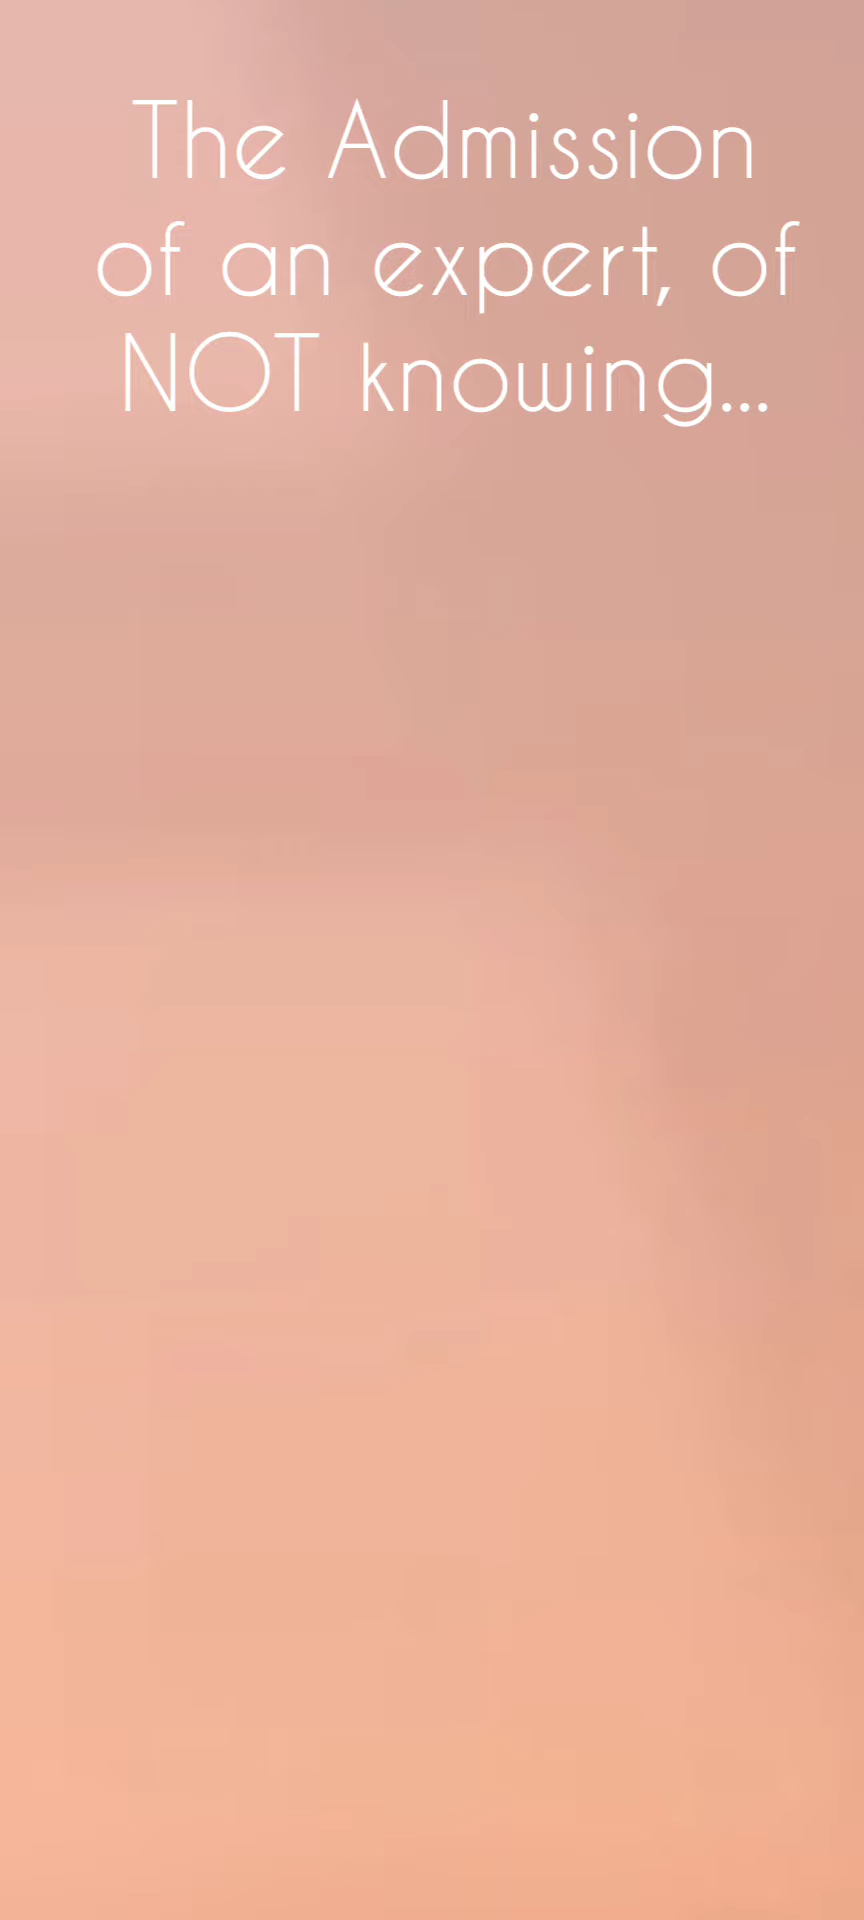 The Admission
of an expert, of
NOT knowing...